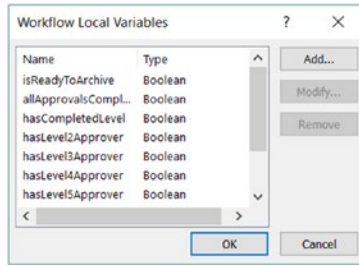 Workflow Local Variables ? ×
Name Type
isReadyToArchive Boolean
allApprovalsCompl... Boolean
hasCompletedLevel Boolean
hasLevel2Approver Boolean
hasLevel3Approver Boolean
hasLevel4Approver Boolean
hasLevel5Approver Boolean
Add...
Modify...
Remove
OK Cancel